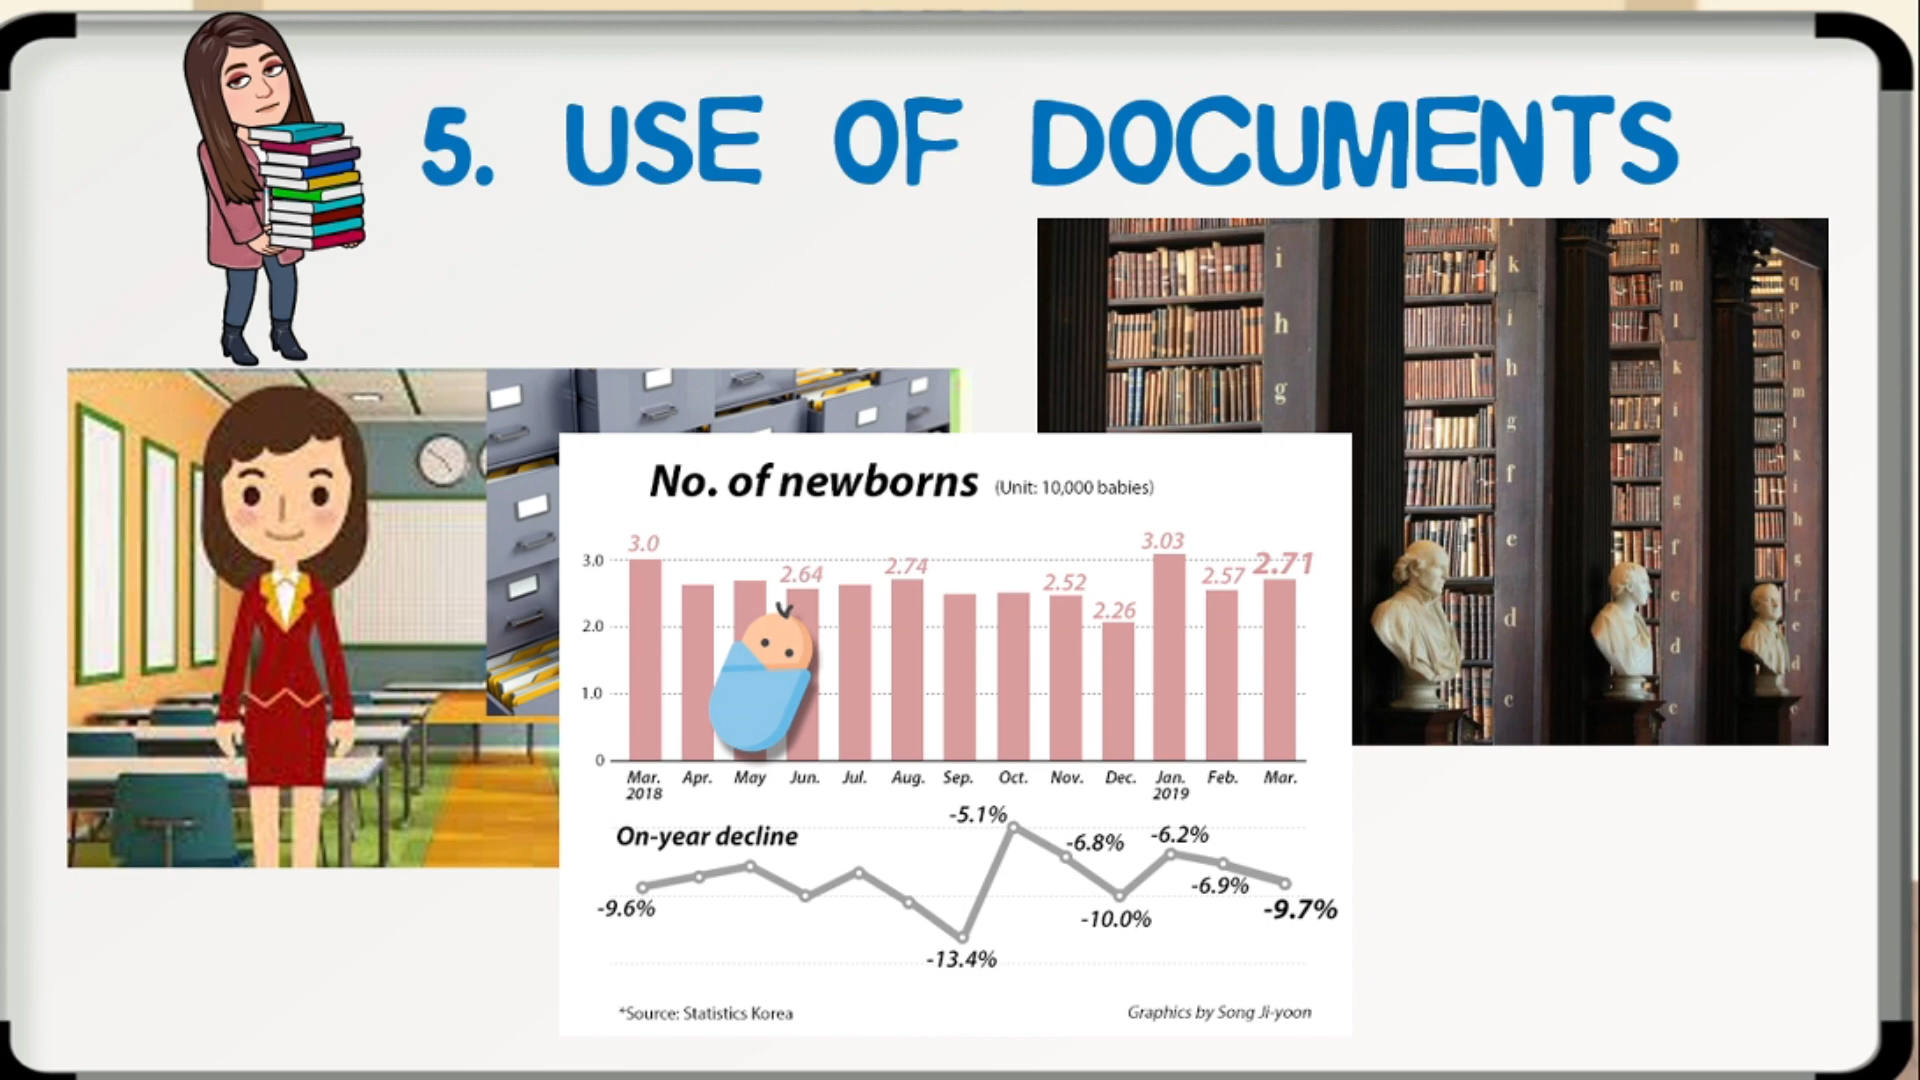 5. USE OF DOCUMENTS
i
h
g
k
i
h
g
f
e
d
c
n
m
l
k
i
h
g
f
e
d
c
q
p
o
n
m
l
k
i
h
g
f
e
d
c
No. of newborns (Unit: 10,000 babies)
3.0 2.64 2.74 2.52 2.26 3.03 2.57 2.71
3.0
2.0
1.0
0
Mar. Apr. May Jun. Jul. Aug. Sep. Oct. Nov. Dec. Jan. Feb. Mar.
2018 2019
On-year decline
-9.6% -13.4% -5.1% -6.8% -10.0% -6.2% -6.9% -9.7%
*Source: Statistics Korea
Graphics by Song Ji-yoon